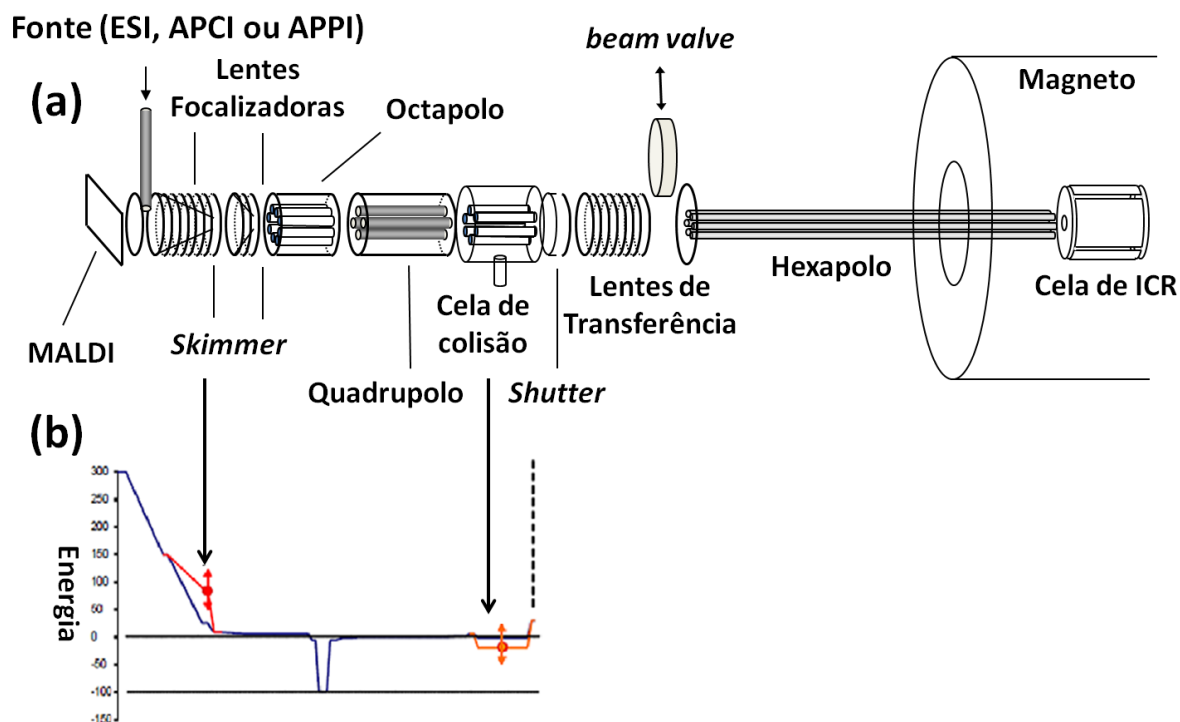 Fonte (ESI, APCI ou APPI)
(a)
Lentes
Focalizadoras
Octapolo
beam valve
Magneto
MALDI
Skimmer
Quadrupolo
Cela de
colisão
Shutter
Lentes de
Transferência
Hexapolo
Cela de ICR
(b)
Energia
300
250
200
150
100
50
0
-50
-100
-150